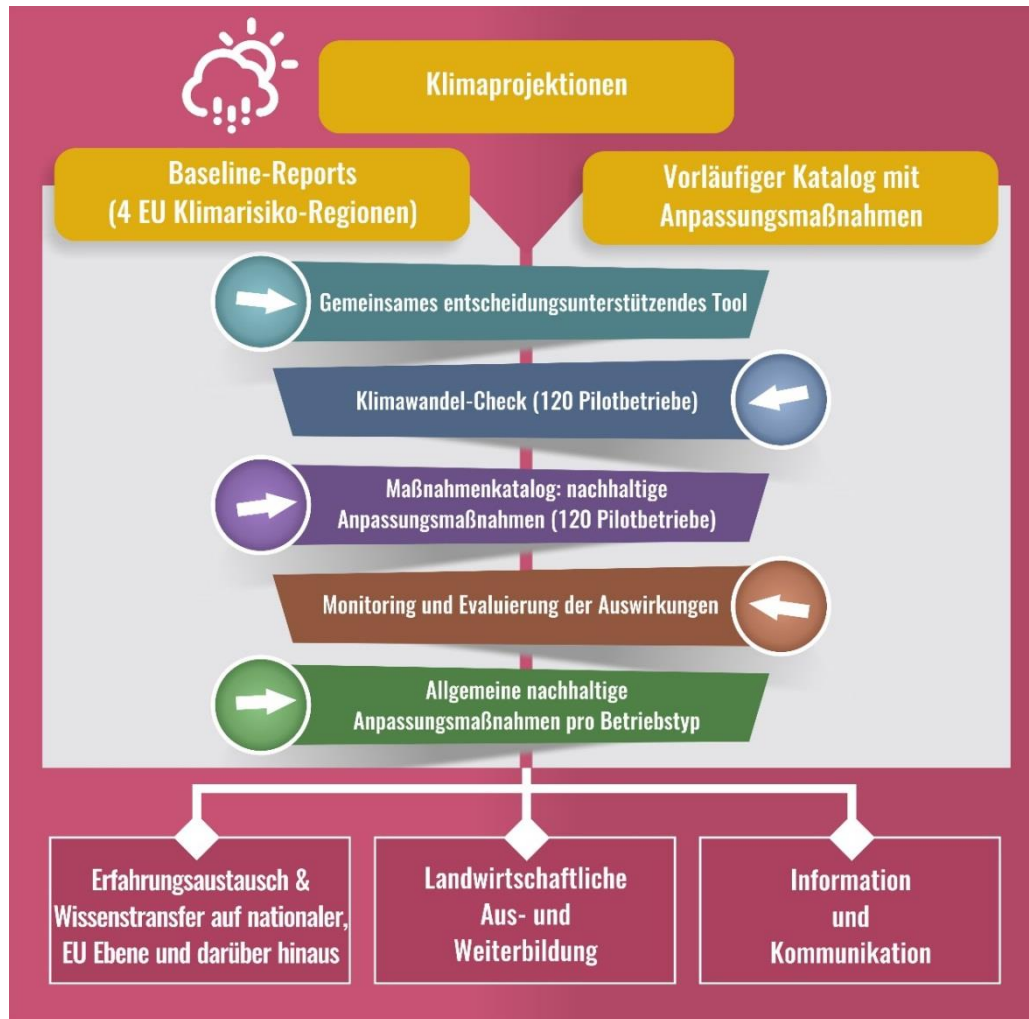 Klimaprojektionen
Baseline-Reports
(4 EU Klimarisiko-Regionen)
Vorläufiger Katalog mit
Anpassungsmaßnahmen
Gemeinsames entscheidungsunterstützendes Tool
Klimawandel-Check (120 Pilotbetriebe)
Maßnahmenkatalog: nachhaltige
Anpassungsmaßnahmen (120 Pilotbetriebe)
Monitoring und Evaluierung der Auswirkungen
Allgemeine nachhaltige
Anpassungsmaßnahmen pro Betriebstyp
Erfahrungsaustausch &
Wissenstransfer auf nationaler,
EU Ebene und darüber hinaus
Landwirtschaftliche
Aus- und
Weiterbildung
Information
und
Kommunikation